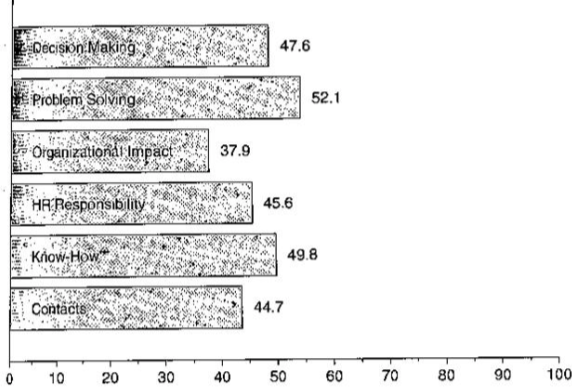 Decision Making 47.6
Problem Solving 52.1
Organizational Impact 37.9
HR Responsibility 45.6
Know-How 49.8
Contacts 44.7
0 10 20 30 40 50 60 70 80 90 100